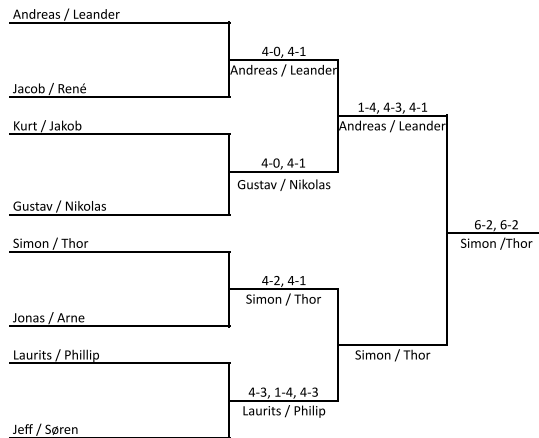 Andreas / Leander
4-0, 4-1
Andreas / Leander
Jacob / René
1-4, 4-3, 4-1
Andreas / Leander
Kurt / Jakob
4-0, 4-1
Gustav / Nikolas
Gustav / Nikolas
6-2, 6-2
Simon /Thor
Simon / Thor
4-2, 4-1
Simon / Thor
Jonas / Arne
Simon / Thor
Laurits / Phillip
4-3, 1-4, 4-3
Laurits / Philip
Jeff / Søren